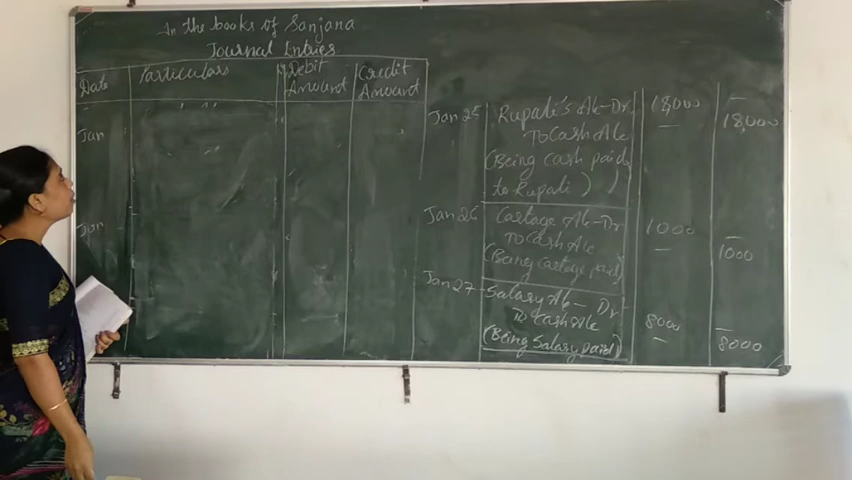 In the books of Sanjana
Journal Entries
Date Particulars Debit Amount Credit Amount
Jan
Jan
Jan 25 Rupali's A/c-Dr 18,000 —
To Cash A/c — 18,000
(Being cash paid
to Rupali)
Jan 26 Cartage A/c-Dr 1000 —
To Cash A/c — 1000
(Being cartage paid)
Jan 27 Salary A/c- Dr 8000 —
To Cash A/c — 8000
(Being Salary paid)